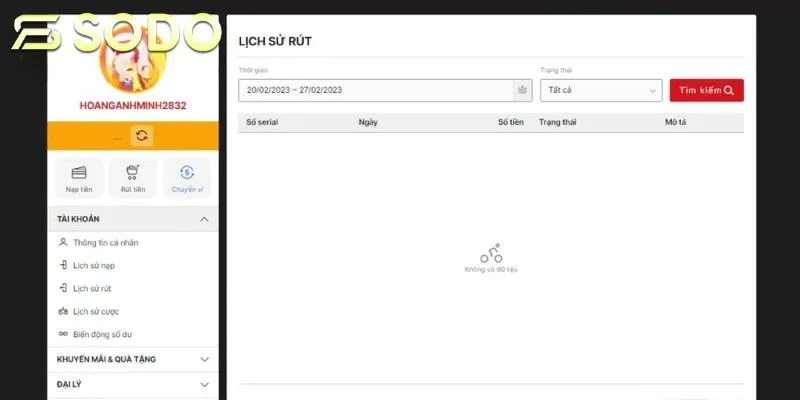 SODO
HOANGANHMINH2832
...
Nạp tiền
Rút tiền
Chuyển ví
TÀI KHOẢN
Thông tin cá nhân
Lịch sử nạp
Lịch sử rút
Lịch sử cược
Biến động số dư
KHUYẾN MÃI & QUÀ TẶNG
ĐẠI LÝ
LỊCH SỬ RÚT
Thời gian
Trạng thái
20/02/2023 ~ 27/02/2023
Tất cả
Tìm kiếm
Số serial Ngày Số tiền Trạng thái Mô tả
Không có dữ liệu